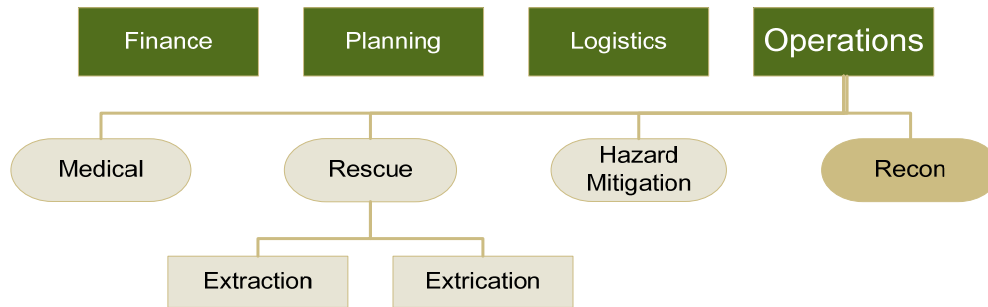 Finance
Planning
Logistics
Operations
Medical
Rescue
Hazard
Mitigation
Recon
Extraction
Extrication